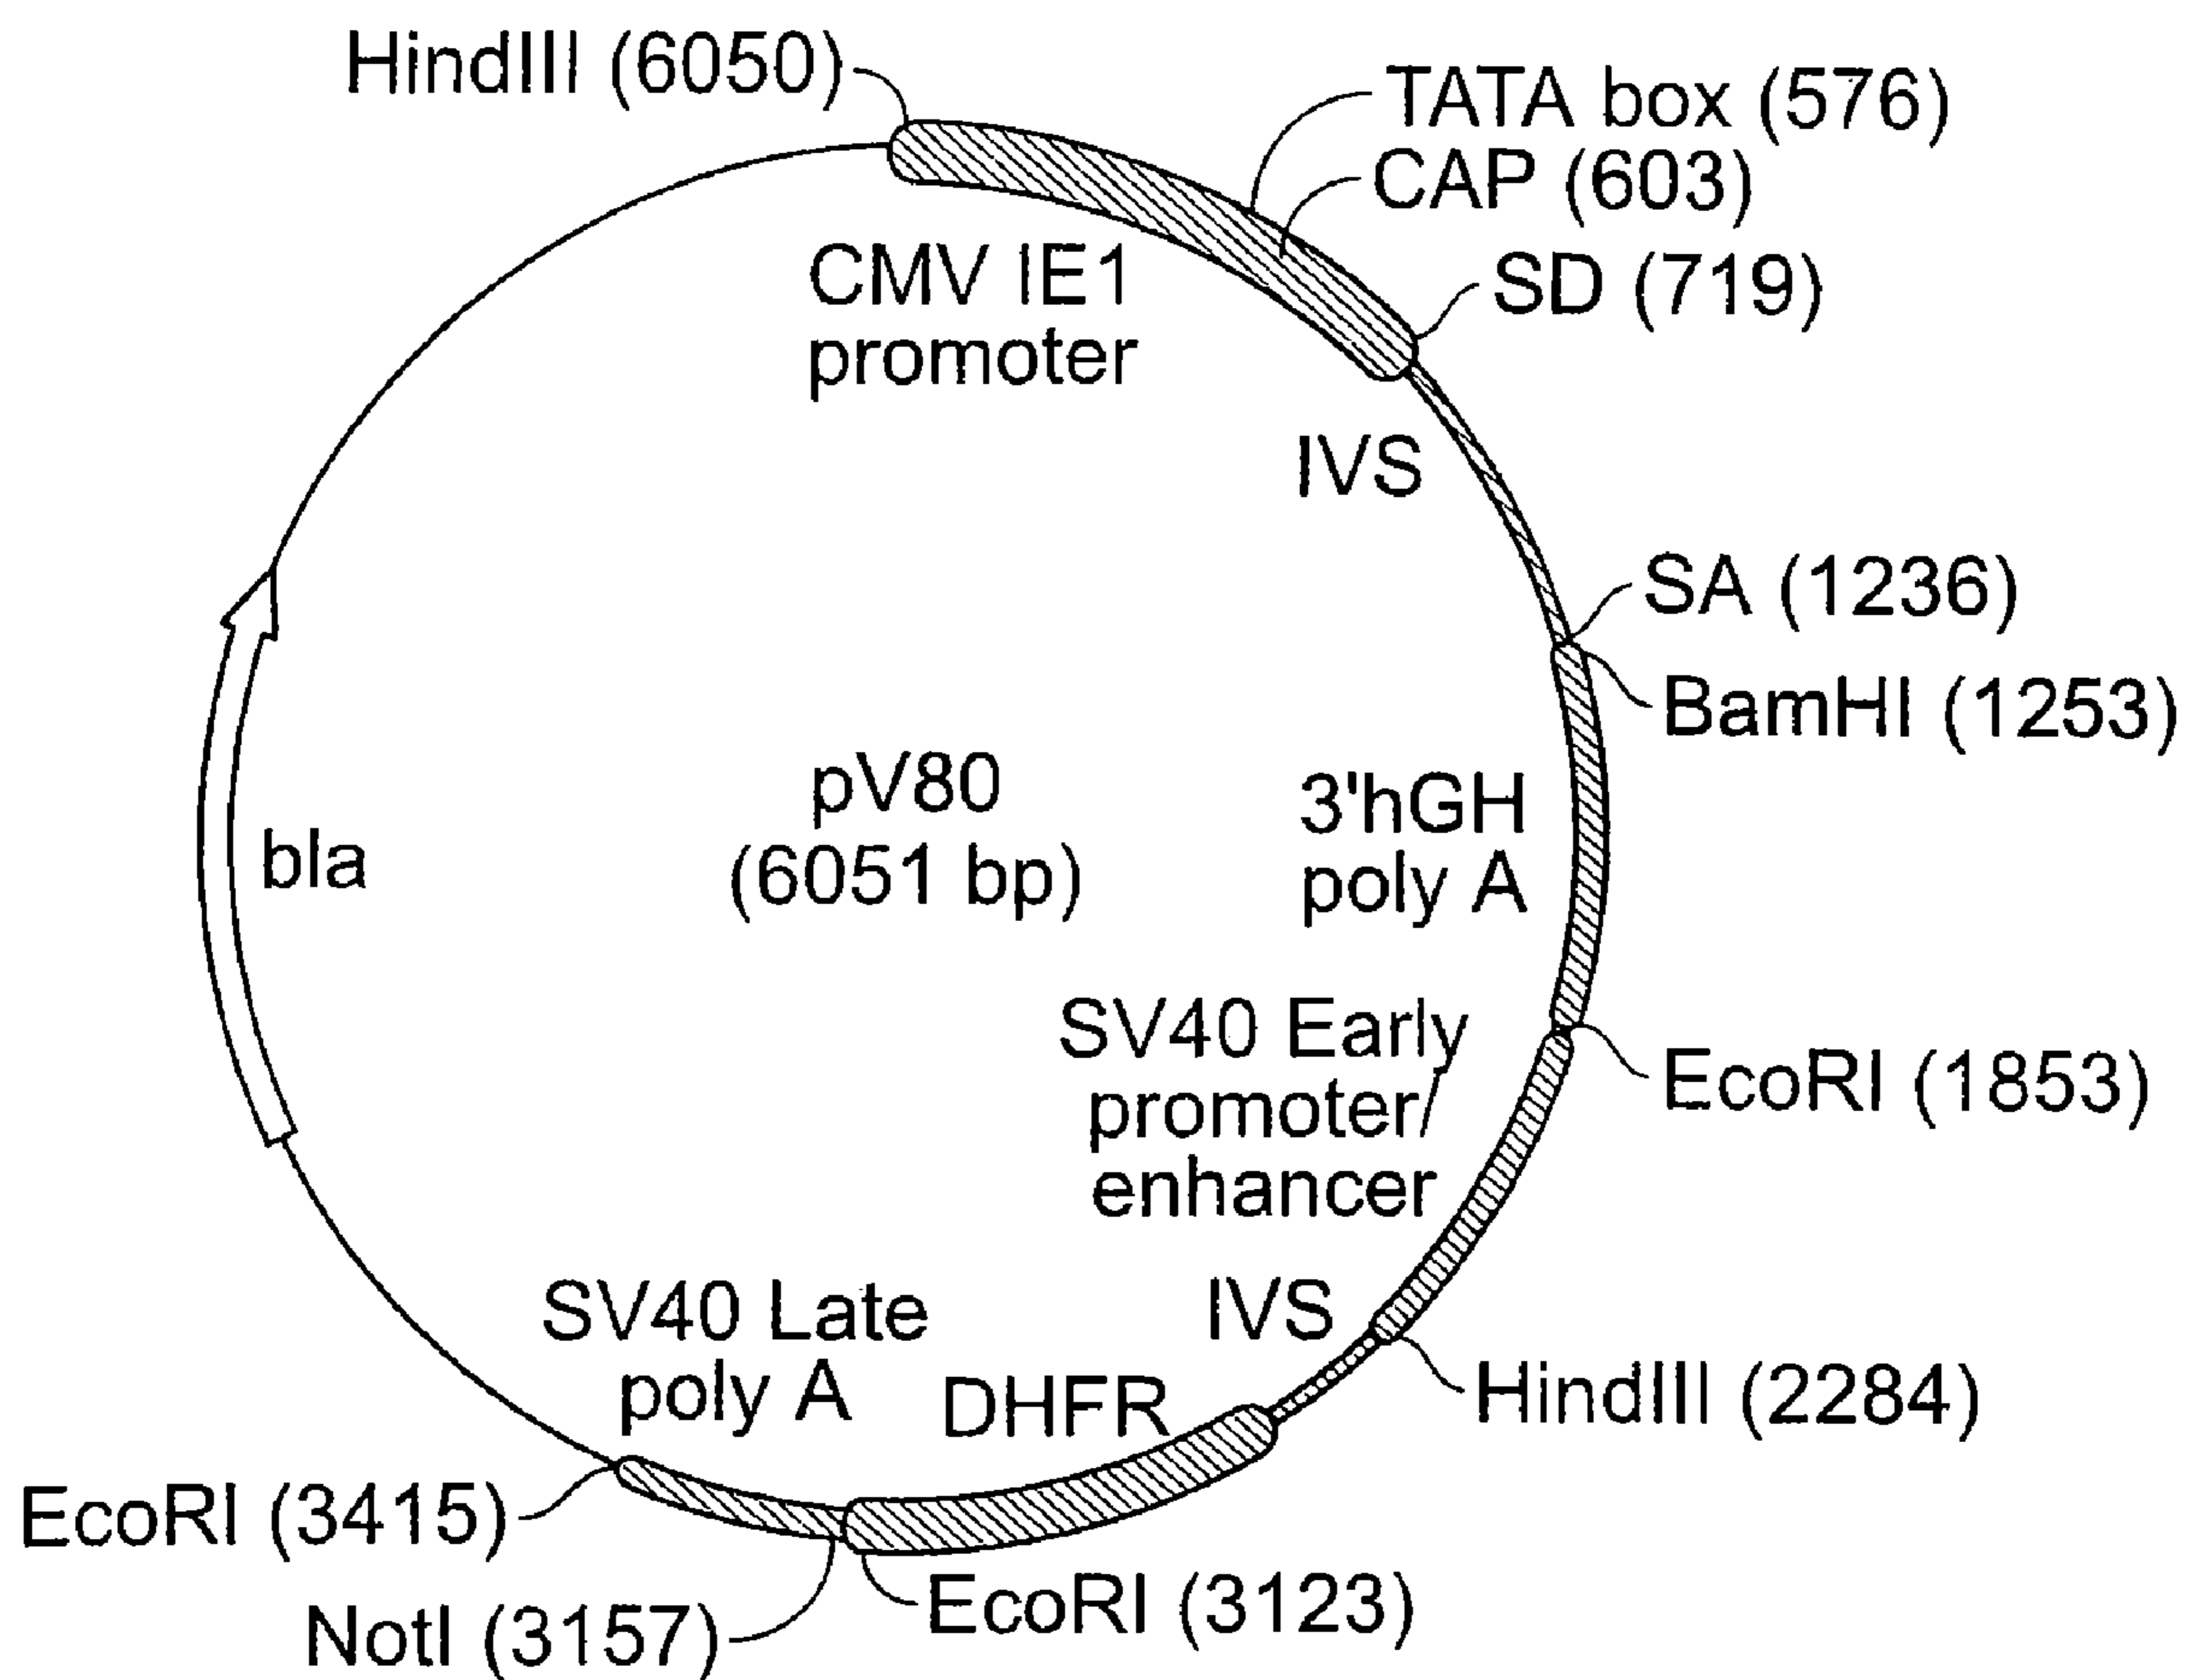 HindIII (6050)
TATA box (576)
CAP (603)
SD (719)
CMV IE1
promoter
IVS
SA (1236)
BamHI (1253)
pV80
(6051 bp)
3'hGH
poly A
bla
SV40 Early
promoter/
enhancer
EcoRI (1853)
IVS
SV40 Late
poly A
DHFR
HindIII (2284)
EcoRI (3415)
EcoRI (3123)
NotI (3157)